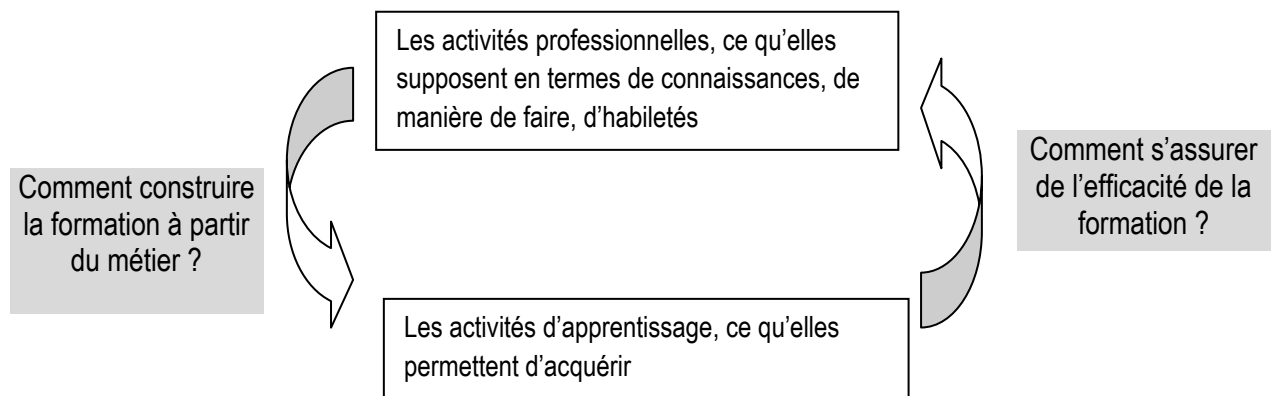 Les activités professionnelles, ce qu’elles
supposent en termes de connaissances, de
manière de faire, d’habiletés
Comment construire
la formation à partir
du métier ?
Comment s’assurer
de l’efficacité de la
formation ?
Les activités d’apprentissage, ce qu’elles
permettent d’acquérir